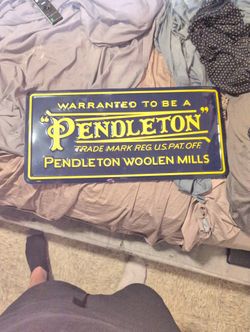 WARRANTED TO BE A
"PENDLETON"
TRADE MARK REG. U.S. PAT. OFF.
PENDLETON WOOLEN MILLS